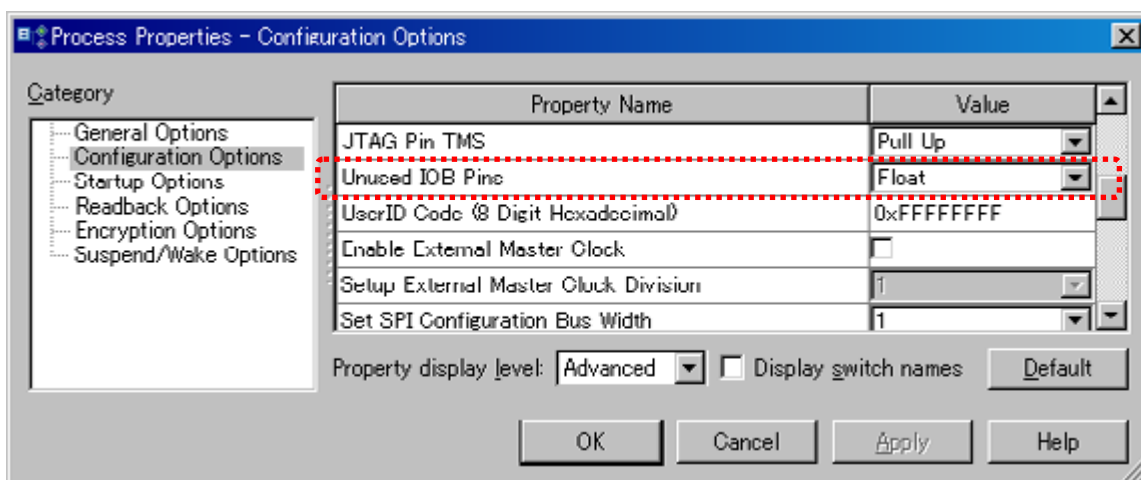 Process Properties - Configuration Options
Category
General Options
Configuration Options
Startup Options
Readback Options
Encryption Options
Suspend/Wake Options
Property Name Value
JTAG Pin TMS Pull Up
Unused IOB Pins Float
UserID Code (8 Digit Hexadecimal) 0xFFFFFFFF
Enable External Master Clock
Setup External Master Clock Division 1
Set SPI Configuration Bus Width 1
Property display level: Advanced Display switch names Default
OK Cancel Apply Help